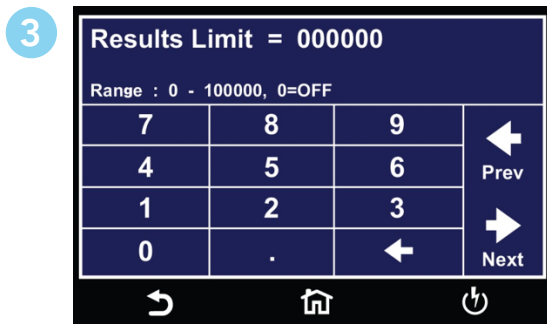 3
Results Limit = 000000
Range : 0 - 100000, 0=OFF
7 8 9
4 5 6
Prev
1 2 3
0 .
Next